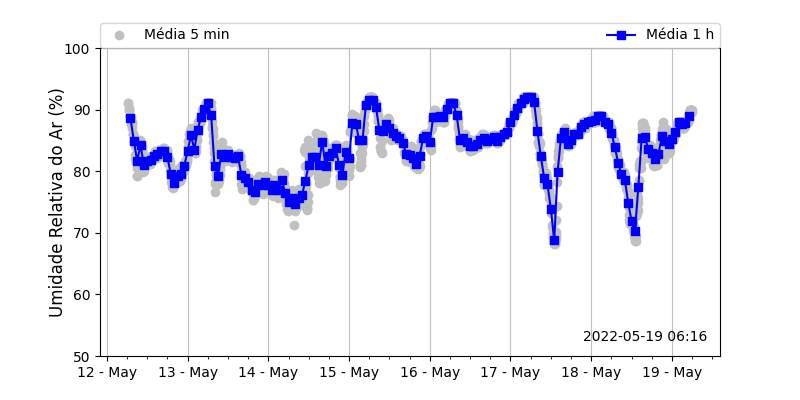 Média 5 min
Média 1 h
100
90
80
70
60
50
Umidade Relativa do Ar (%)
2022-05-19 06:16
12 - May
13 - May
14 - May
15 - May
16 - May
17 - May
18 - May
19 - May